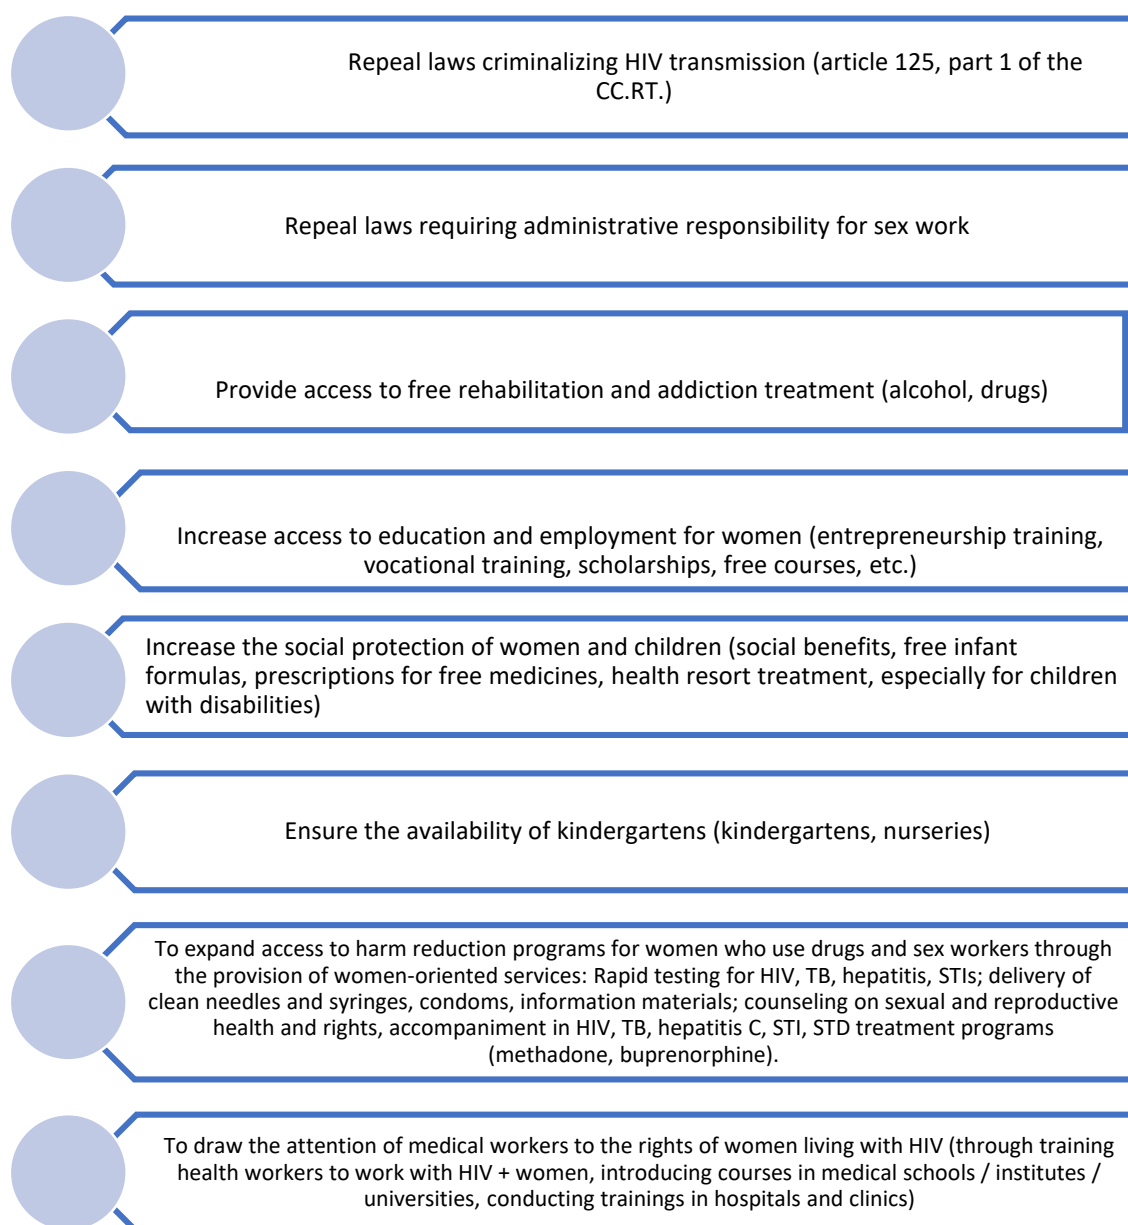 Repeal laws criminalizing HIV transmission (article 125, part 1 of the
CC.RT.)
Repeal laws requiring administrative responsibility for sex work
Provide access to free rehabilitation and addiction treatment (alcohol, drugs)
Increase access to education and employment for women (entrepreneurship training,
vocational training, scholarships, free courses, etc.)
Increase the social protection of women and children (social benefits, free infant
formulas, prescriptions for free medicines, health resort treatment, especially for children
with disabilities)
Ensure the availability of kindergartens (kindergartens, nurseries)
To expand access to harm reduction programs for women who use drugs and sex workers through
the provision of women-oriented services: Rapid testing for HIV, TB, hepatitis, STIs; delivery of
clean needles and syringes, condoms, information materials; counseling on sexual and reproductive
health and rights, accompaniment in HIV, TB, hepatitis C, STI, STD treatment programs
(methadone, buprenorphine).
To draw the attention of medical workers to the rights of women living with HIV (through training
health workers to work with HIV + women, introducing courses in medical schools / institutes /
universities, conducting trainings in hospitals and clinics)